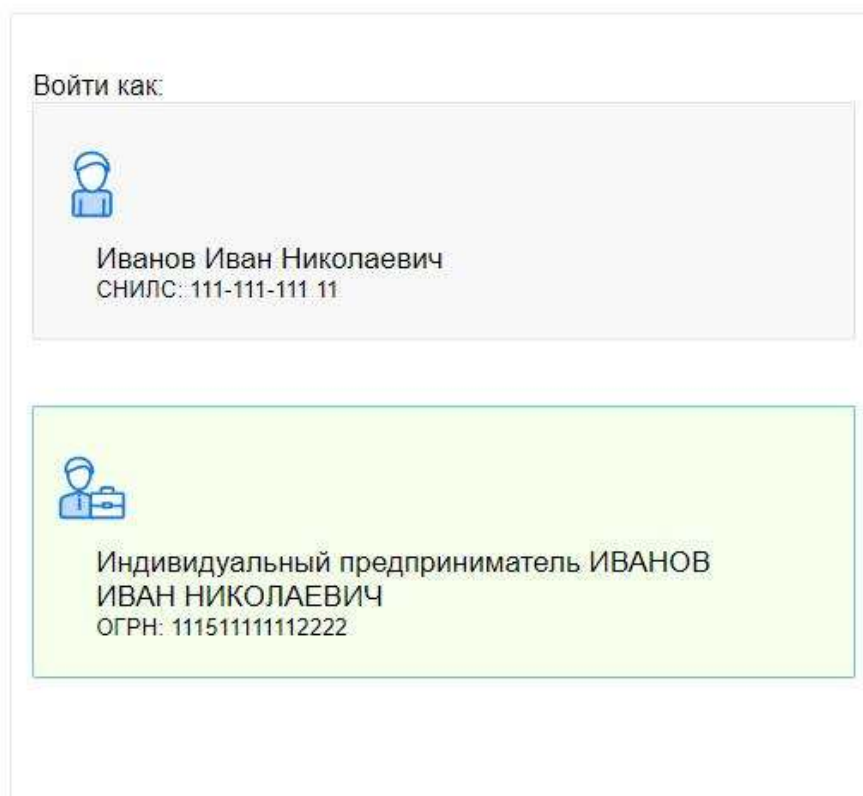 Войти как:
Иванов Иван Николаевич
СНИЛС: 111-111-111 11
Индивидуальный предприниматель ИВАНОВ
ИВАН НИКОЛАЕВИЧ
ОГРН: 111511111112222